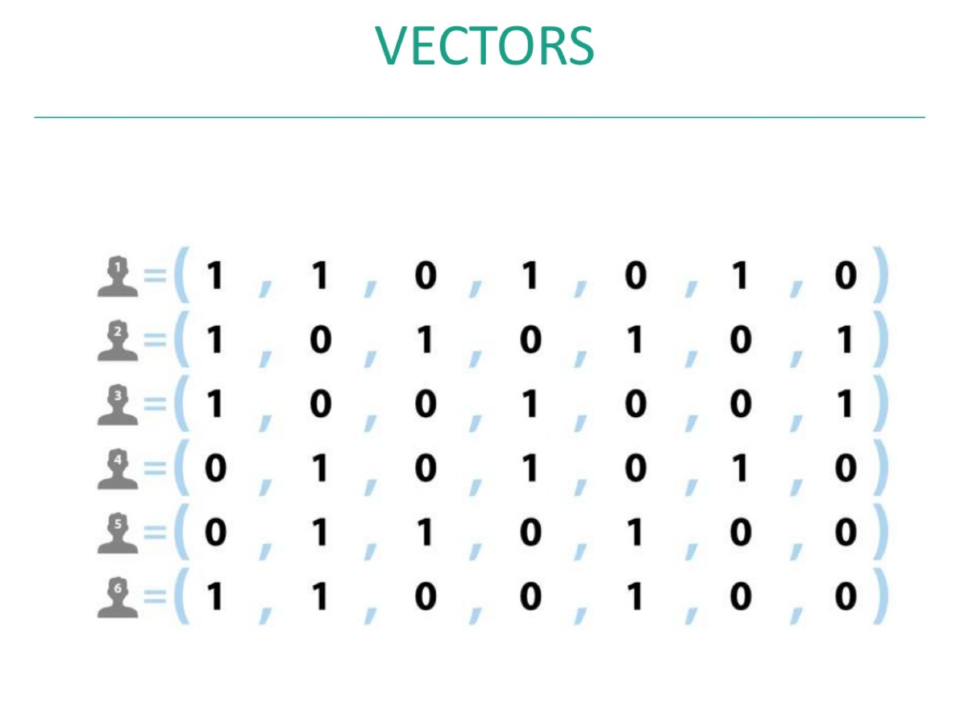 VECTORS
1 =( 1 , 1 , 0 , 1 , 0 , 1 , 0 )
2 =( 1 , 0 , 1 , 0 , 1 , 0 , 1 )
3 =( 1 , 0 , 0 , 1 , 0 , 0 , 1 )
4 =( 0 , 1 , 0 , 1 , 0 , 1 , 0 )
5 =( 0 , 1 , 1 , 0 , 1 , 0 , 0 )
6 =( 1 , 1 , 0 , 0 , 1 , 0 , 0 )